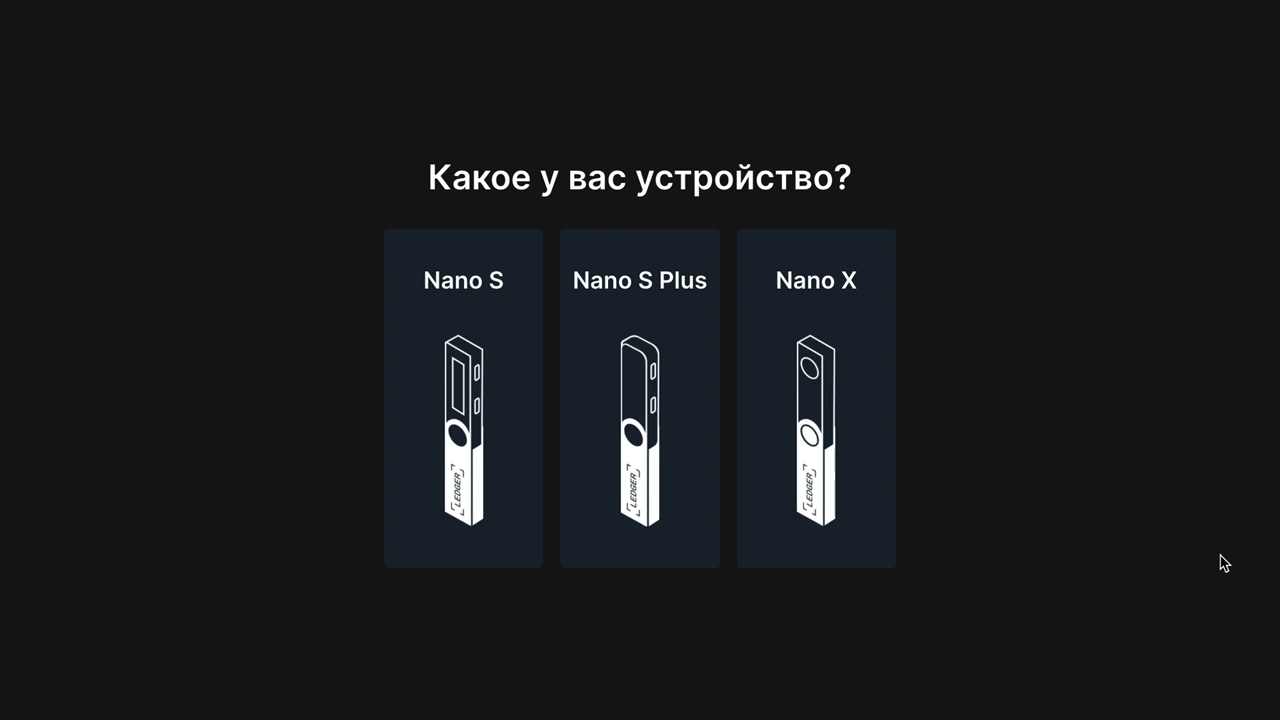 Какое у вас устройство?
Nano S
Nano S Plus
Nano X
LEDGER
LEDGER
LEDGER